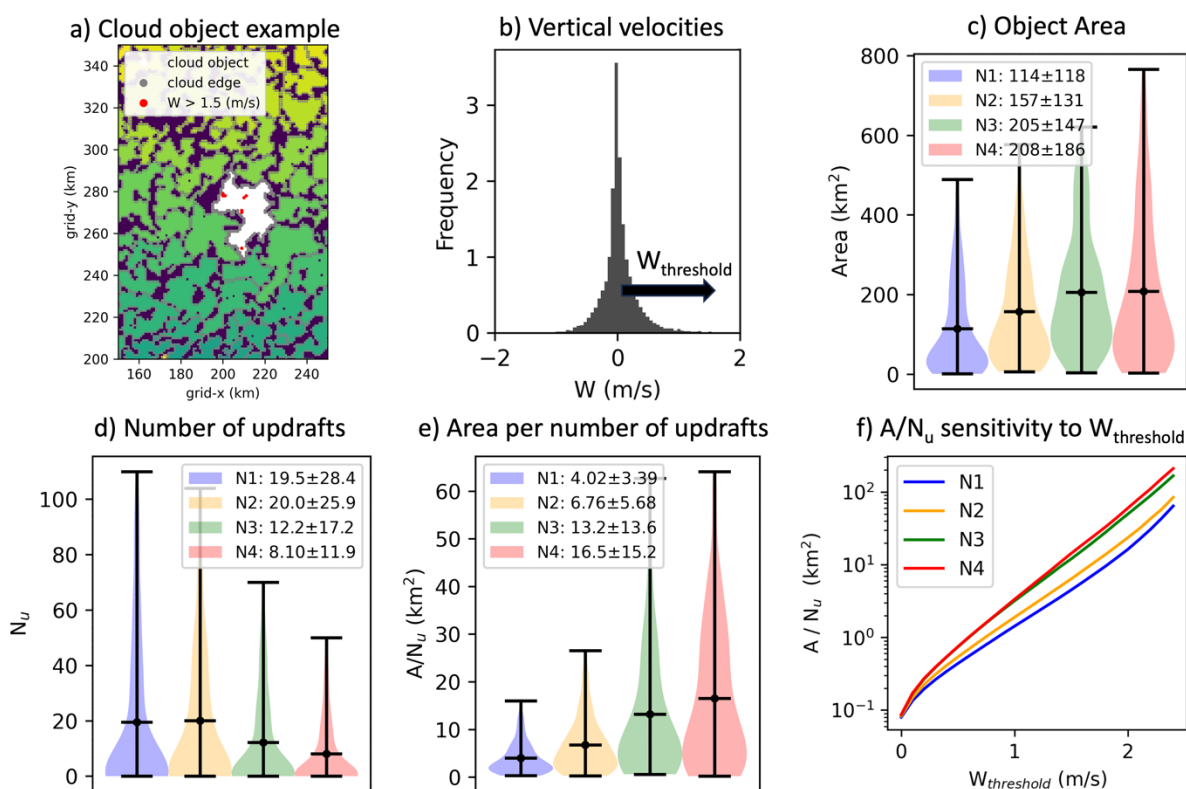 a) Cloud object example
340
320
300
280
260
240
220
200
grid-y (km)
cloud object
cloud edge
W > 1.5 (m/s)
160 180 200 220 240
grid-x (km)
b) Vertical velocities
Frequency
3
2
1
0
W_threshold
−2 0 2
W (m/s)
c) Object Area
Area (km²)
800
600
400
200
0
N1: 114±118
N2: 157±131
N3: 205±147
N4: 208±186
d) Number of updrafts
N_u
100
80
60
40
20
0
N1: 19.5±28.4
N2: 20.0±25.9
N3: 12.2±17.2
N4: 8.10±11.9
e) Area per number of updrafts
A/N_u (km²)
60
50
40
30
20
10
0
N1: 4.02±3.39
N2: 6.76±5.68
N3: 13.2±13.6
N4: 16.5±15.2
f) A/N_u sensitivity to W_threshold
A / N_u (km²)
10²
10¹
10⁰
10⁻¹
N1
N2
N3
N4
0 1 2
W_threshold (m/s)